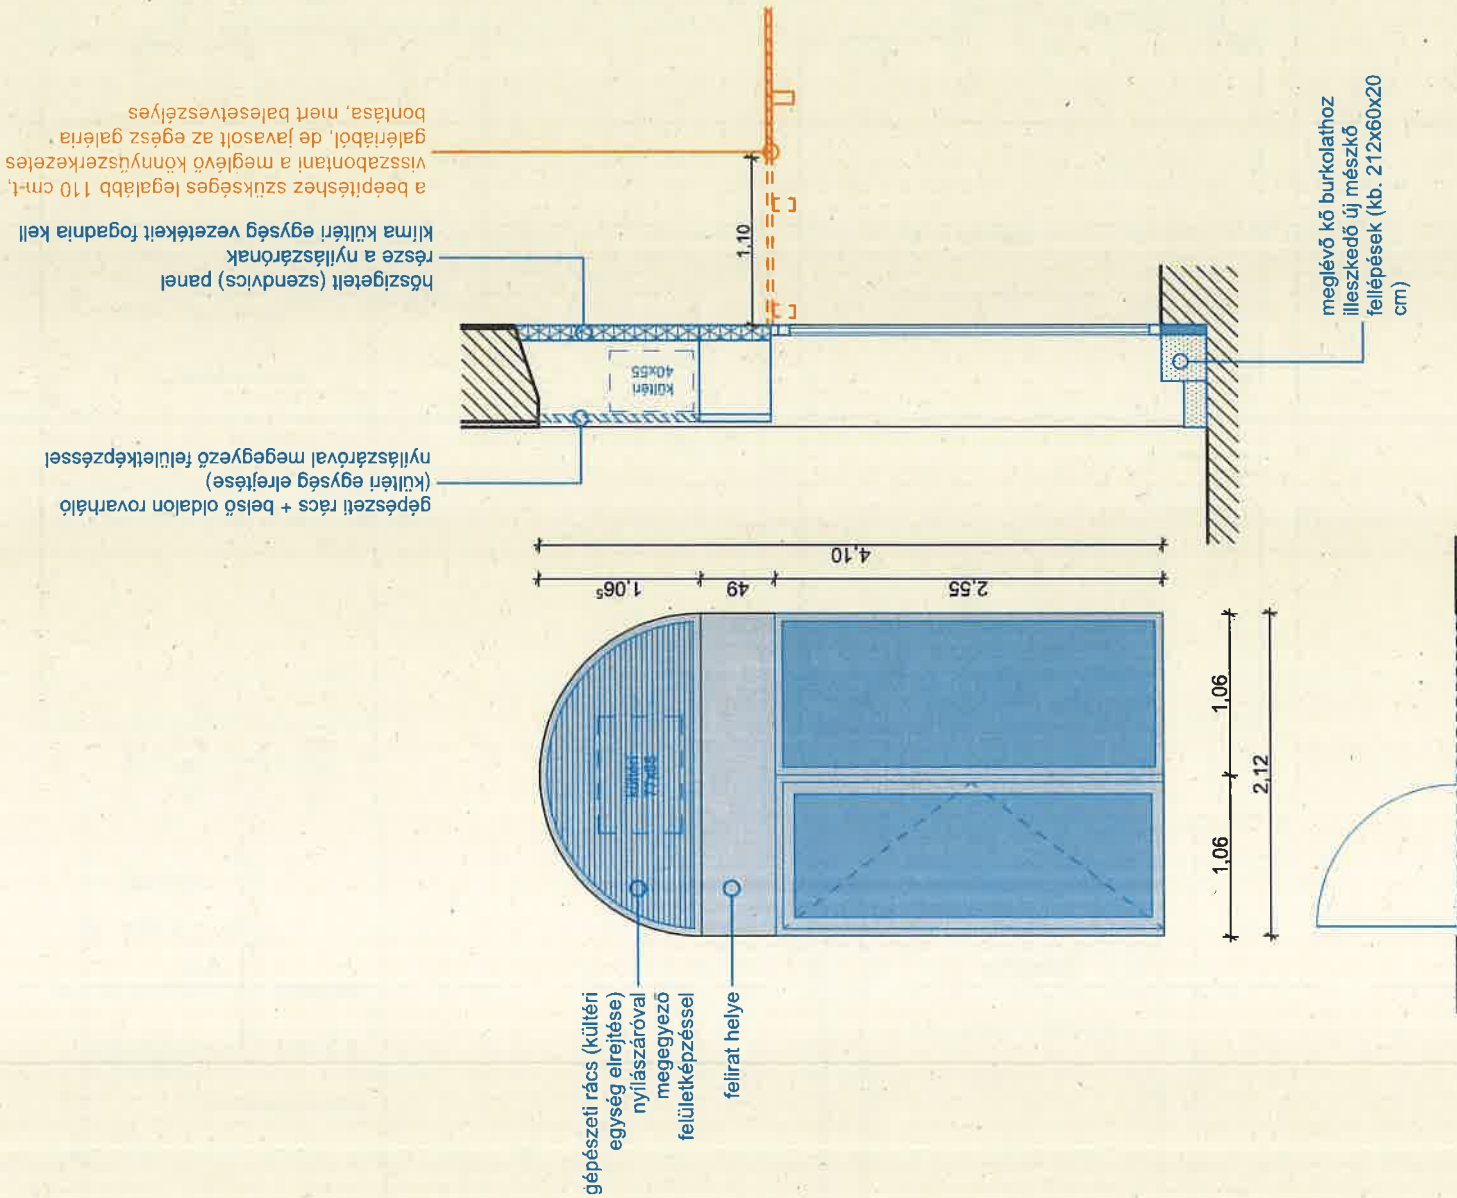 a beépítéshez szükséges legalább 110 cm-t,
visszabontani a meglévő könnyűszerkezetes
galériából, de javasolt az egész galéria
bontása, mert balesetveszélyes
hőszigetelt (szendvics) panel
része a nyílászárónak
klíma kültéri egység vezetékeit fogadnia kell
gépészeti rács + belső oldalon rovarháló
(kültéri egység elrejtése)
nyílászáróval megegyező felületképzéssel
1,10
kültéri
40x55
meglévő kő burkolathoz
illeszkedő új mészkő
fellépések (kb. 212x60x20
cm)
4,10
1,06⁵
49
2,55
kültéri
77x68
1,06
1,06
2,12
gépészeti rács (kültéri
egység elrejtése)
nyílászáróval
megegyező
felületképzéssel
felirat helye